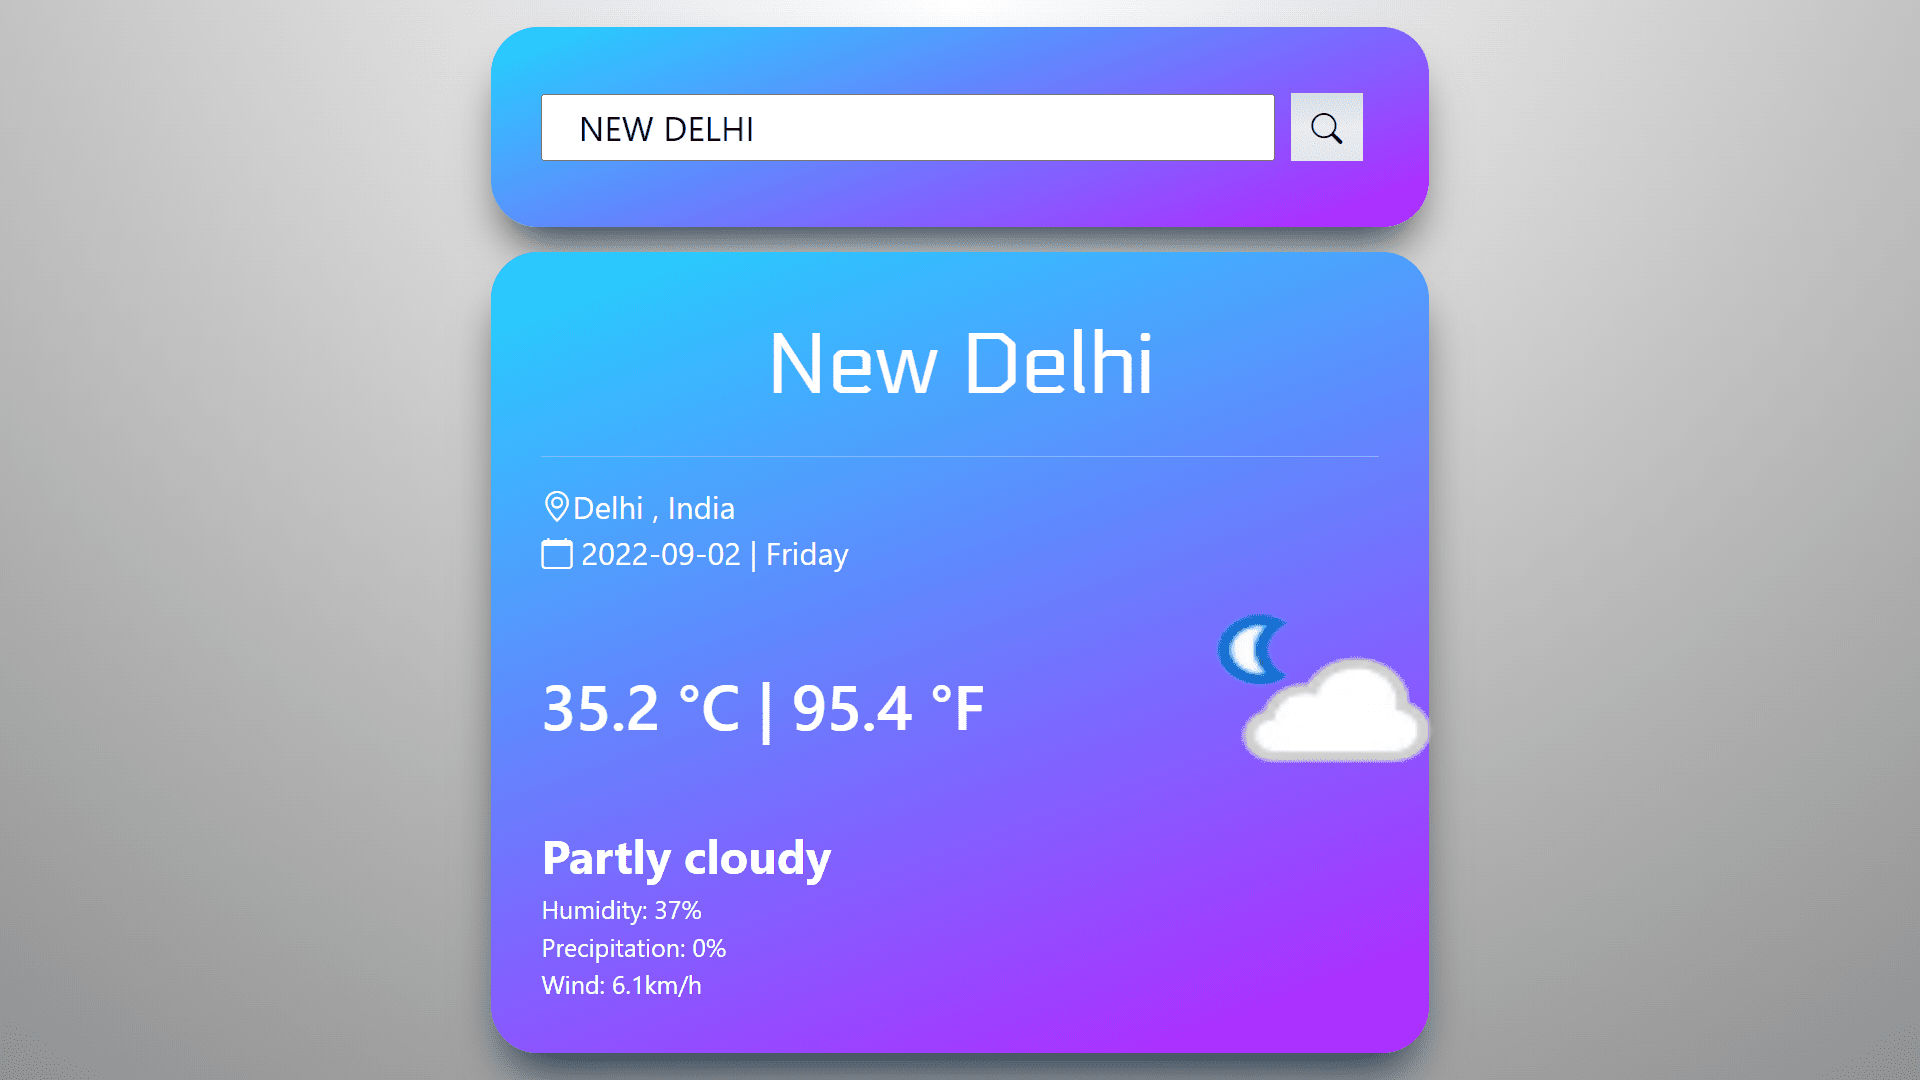 NEW DELHI
New Delhi
Delhi , India
2022-09-02 | Friday
35.2 °C | 95.4 °F
Partly cloudy
Humidity: 37%
Precipitation: 0%
Wind: 6.1km/h